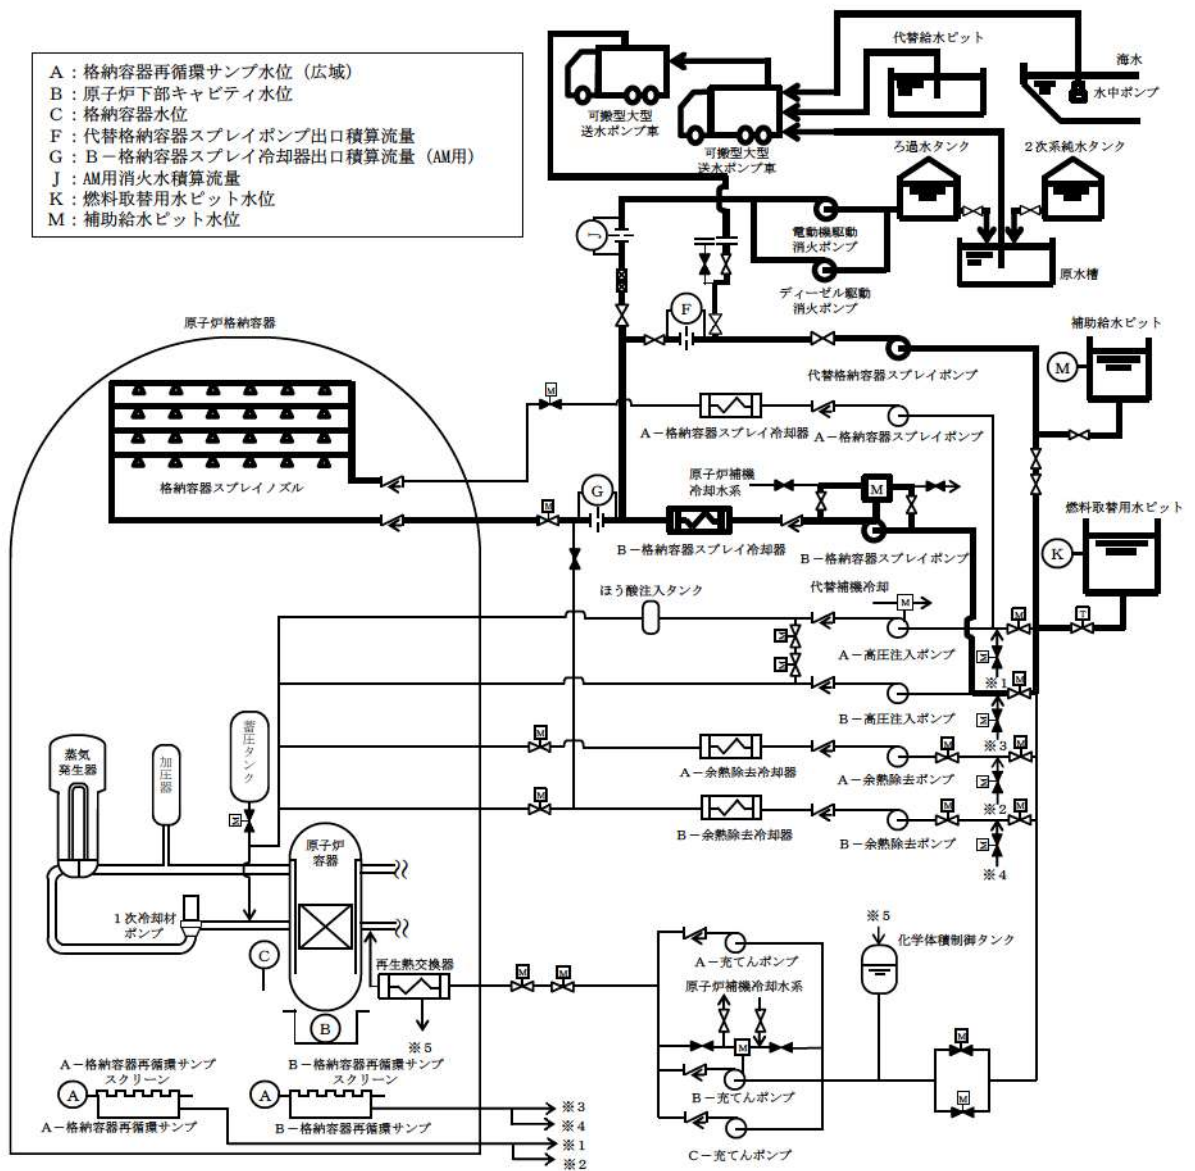 A：格納容器再循環サンプ水位（広域）
B：原子炉下部キャビティ水位
C：格納容器水位
F：代替格納容器スプレイポンプ出口積算流量
G：B－格納容器スプレイ冷却器出口積算流量（AM用）
J：AM用消火水積算流量
K：燃料取替用水ピット水位
M：補助給水ピット水位
可搬型大型
送水ポンプ車
可搬型大型
送水ポンプ車
代替給水ピット
海水
水中ポンプ
ろ過水タンク
2次系純水タンク
原水槽
J
電動機駆動
消火ポンプ
ディーゼル駆動
消火ポンプ
F
代替格納容器スプレイポンプ
補助給水ピット
M
原子炉格納容器
格納容器スプレイノズル
M
A－格納容器スプレイ冷却器
A－格納容器スプレイポンプ
G
M
原子炉補機
冷却水系
M
B－格納容器スプレイ冷却器
B－格納容器スプレイポンプ
燃料取替用水ピット
K
T
ほう酸注入タンク
代替補機冷却
M
M
A－高圧注入ポンプ
M
※1
M
M
M
B－高圧注入ポンプ
M
※3
M
M
M
A－余熱除去冷却器
A－余熱除去ポンプ
M
※2
M
M
M
B－余熱除去冷却器
B－余熱除去ポンプ
M
※4
蒸気
発生器
加圧器
蓄圧タンク
M
原子炉
容器
1次冷却材
ポンプ
C
B
再生熱交換器
※5
M
M
A－充てんポンプ
原子炉補機冷却水系
M
B－充てんポンプ
C－充てんポンプ
※5
化学体積制御タンク
M
M
A－格納容器再循環サンプ
スクリーン
A
A－格納容器再循環サンプ
B－格納容器再循環サンプ
スクリーン
A
B－格納容器再循環サンプ
※3
※4
※1
※2